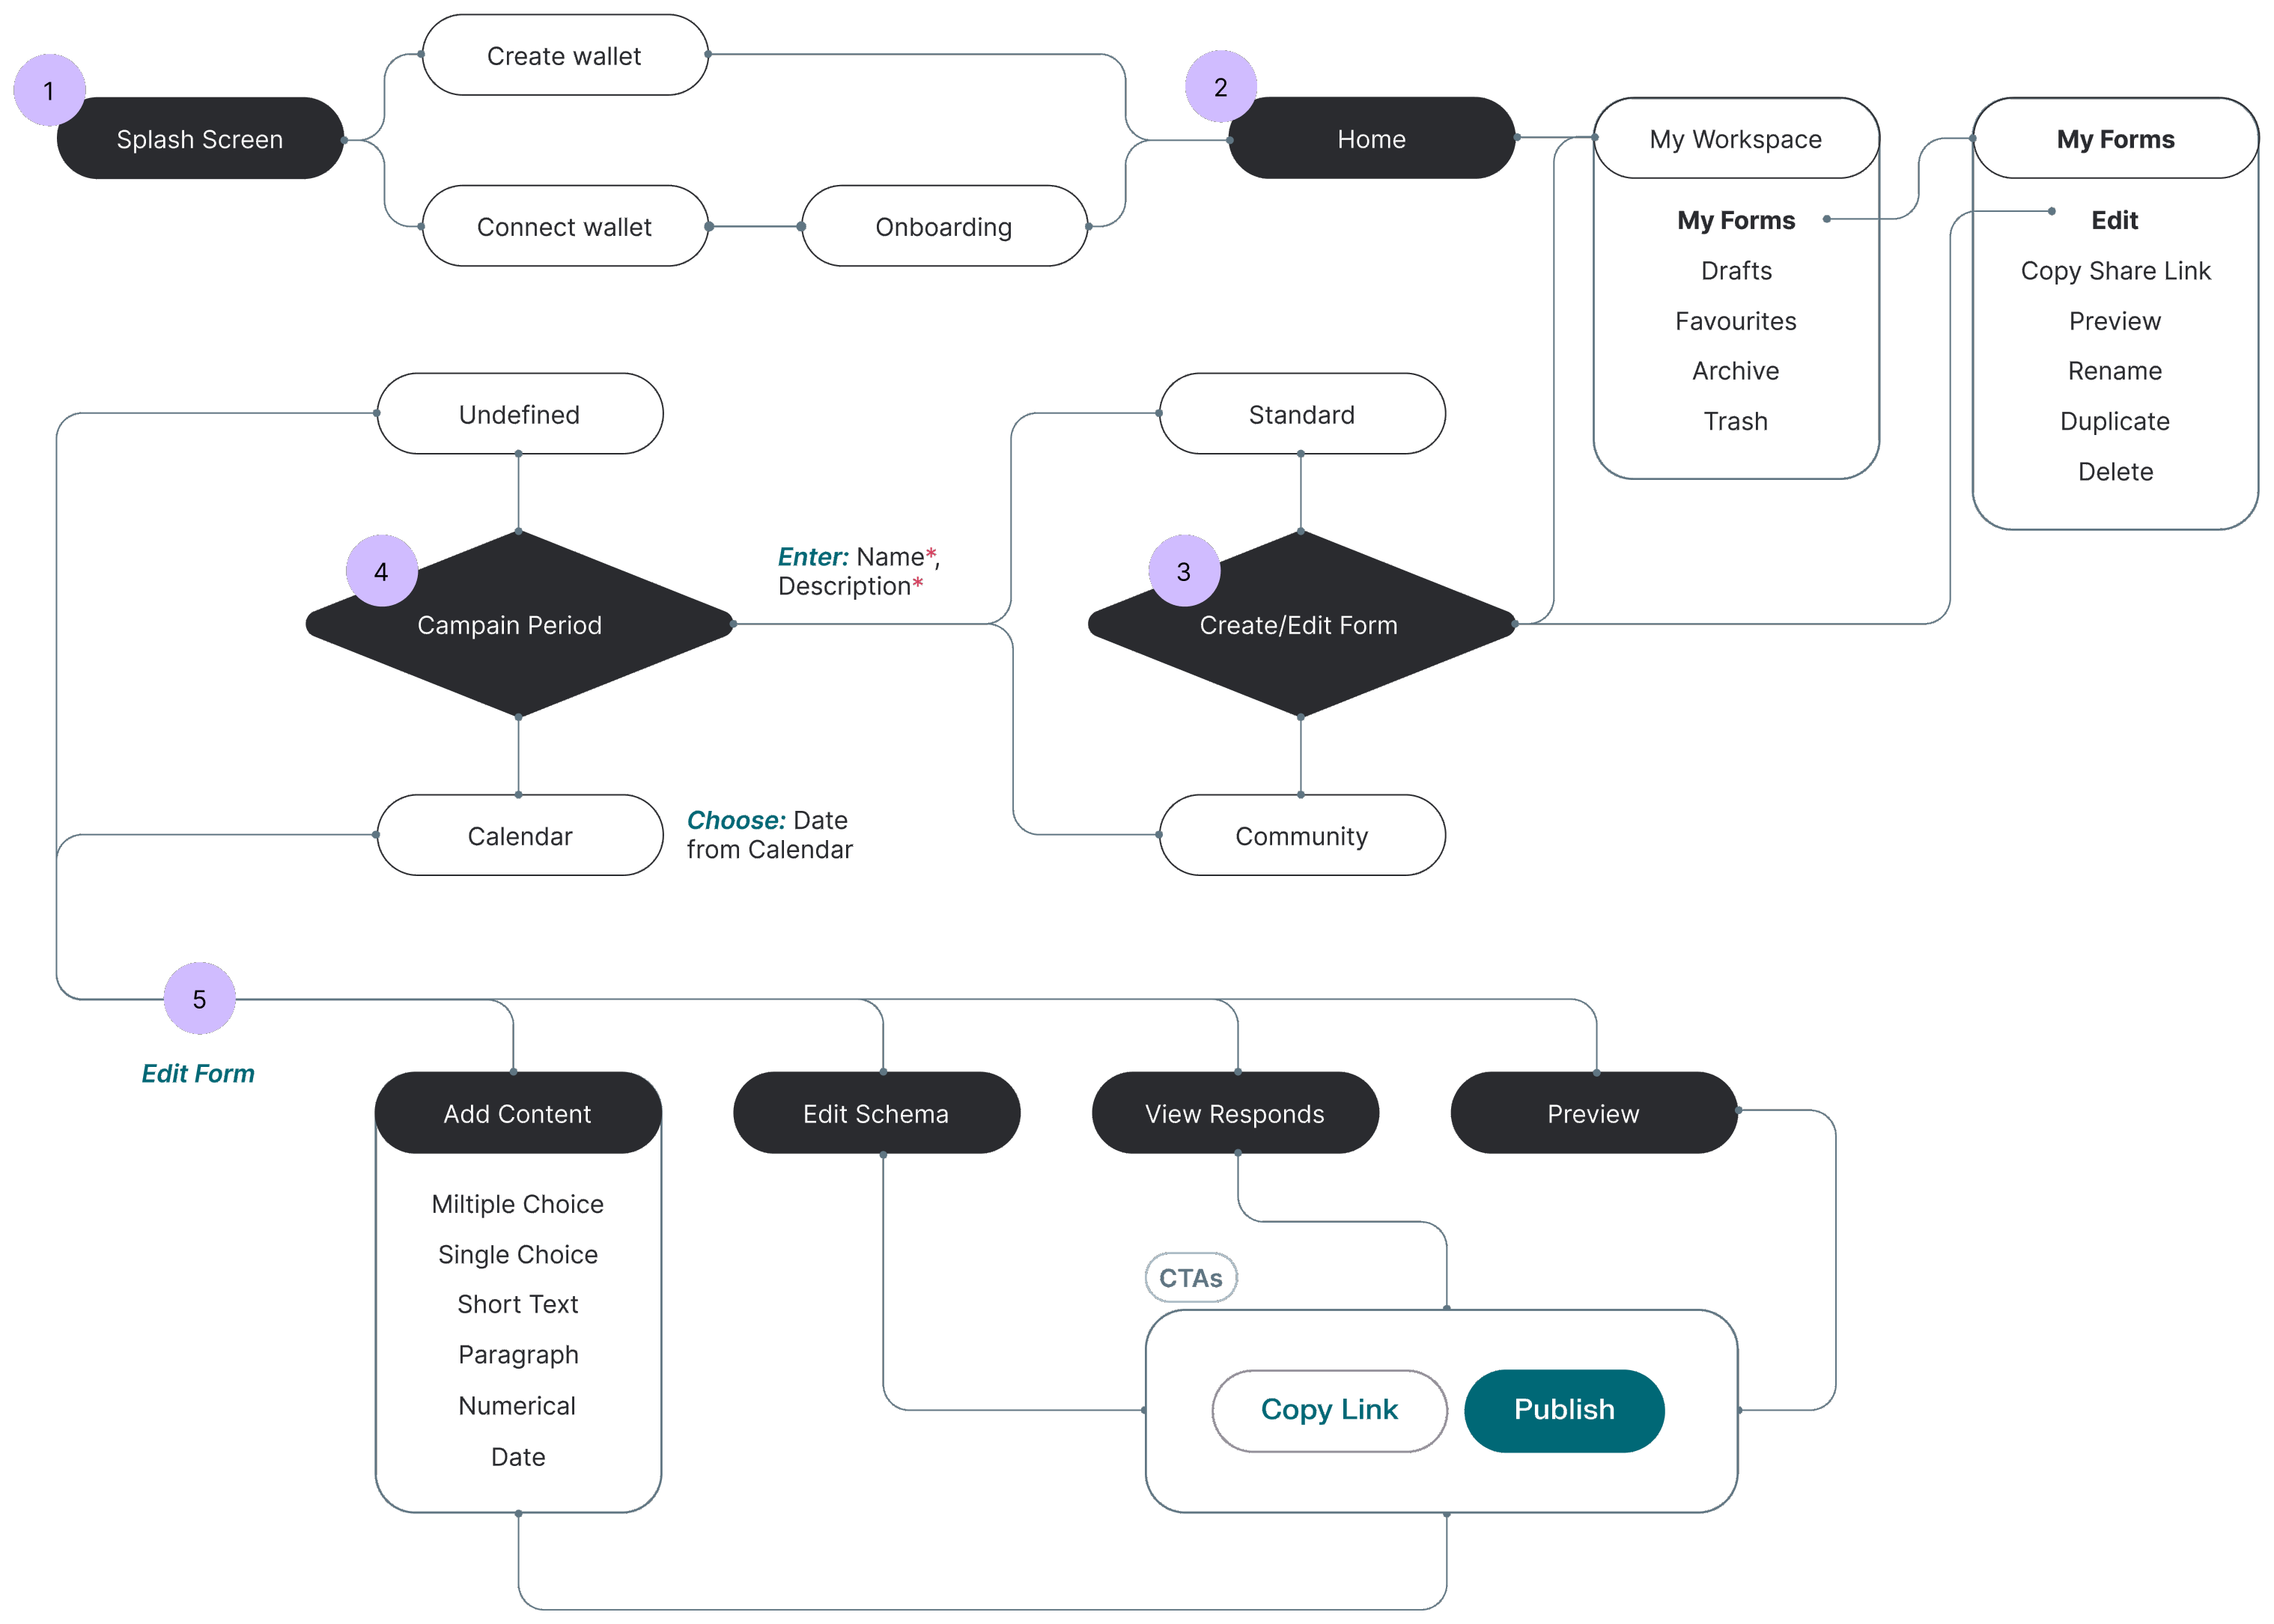 1
Splash Screen
Create wallet
Connect wallet
Onboarding
2
Home
My Workspace
My Forms
Drafts
Favourites
Archive
Trash
My Forms
Edit
Copy Share Link
Preview
Rename
Duplicate
Delete
Standard
3
Create/Edit Form
Community
Enter: Name*,
Description*
Undefined
4
Campain Period
Calendar
Choose: Date
from Calendar
5
Edit Form
Add Content
Miltiple Choice
Single Choice
Short Text
Paragraph
Numerical
Date
Edit Schema
View Responds
Preview
CTAs
Copy Link
Publish